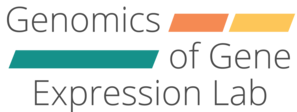 Genomics
of Gene
Expression Lab